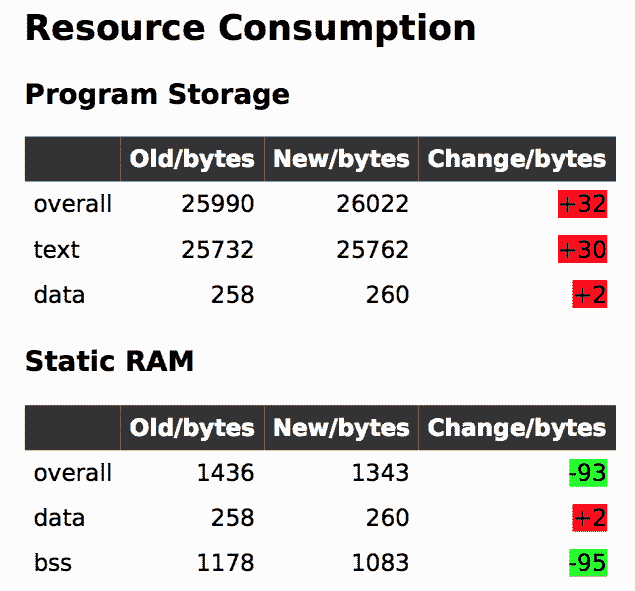 Resource Consumption
Program Storage
Old/bytes New/bytes Change/bytes
overall 25990 26022 +32
text 25732 25762 +30
data 258 260 +2
Static RAM
Old/bytes New/bytes Change/bytes
overall 1436 1343 -93
data 258 260 +2
bss 1178 1083 -95